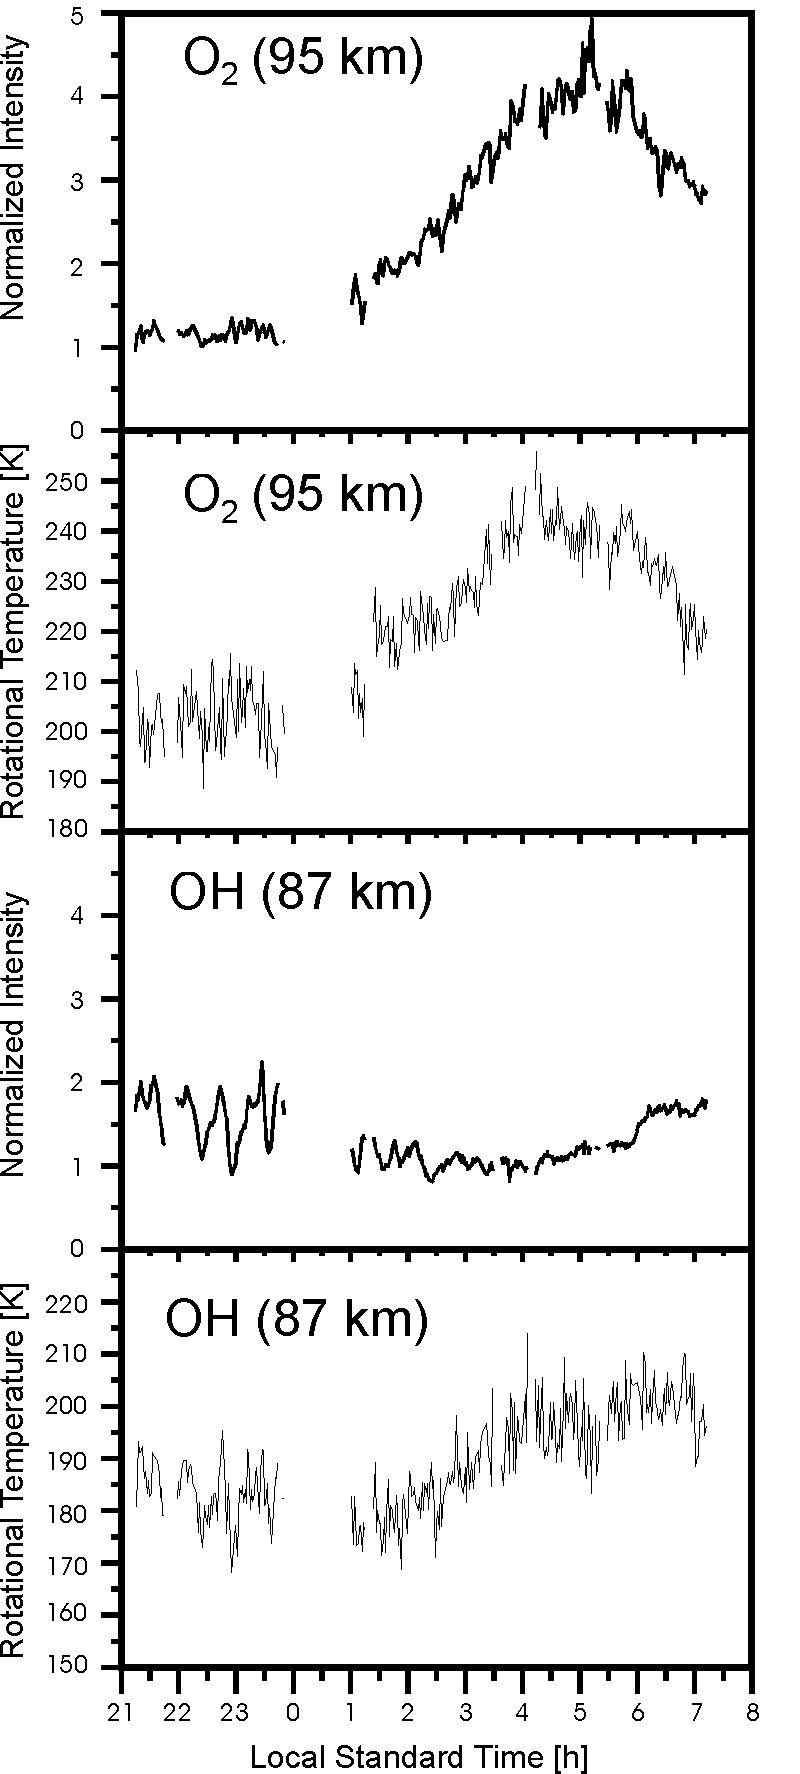 O₂ (95 km)
Normalized Intensity
5
4
3
2
1
0
O₂ (95 km)
Rotational Temperature [K]
250
240
230
220
210
200
190
180
OH (87 km)
Normalized Intensity
4
3
2
1
0
OH (87 km)
Rotational Temperature [K]
220
210
200
190
180
170
160
150
21 22 23 0 1 2 3 4 5 6 7 8
Local Standard Time [h]